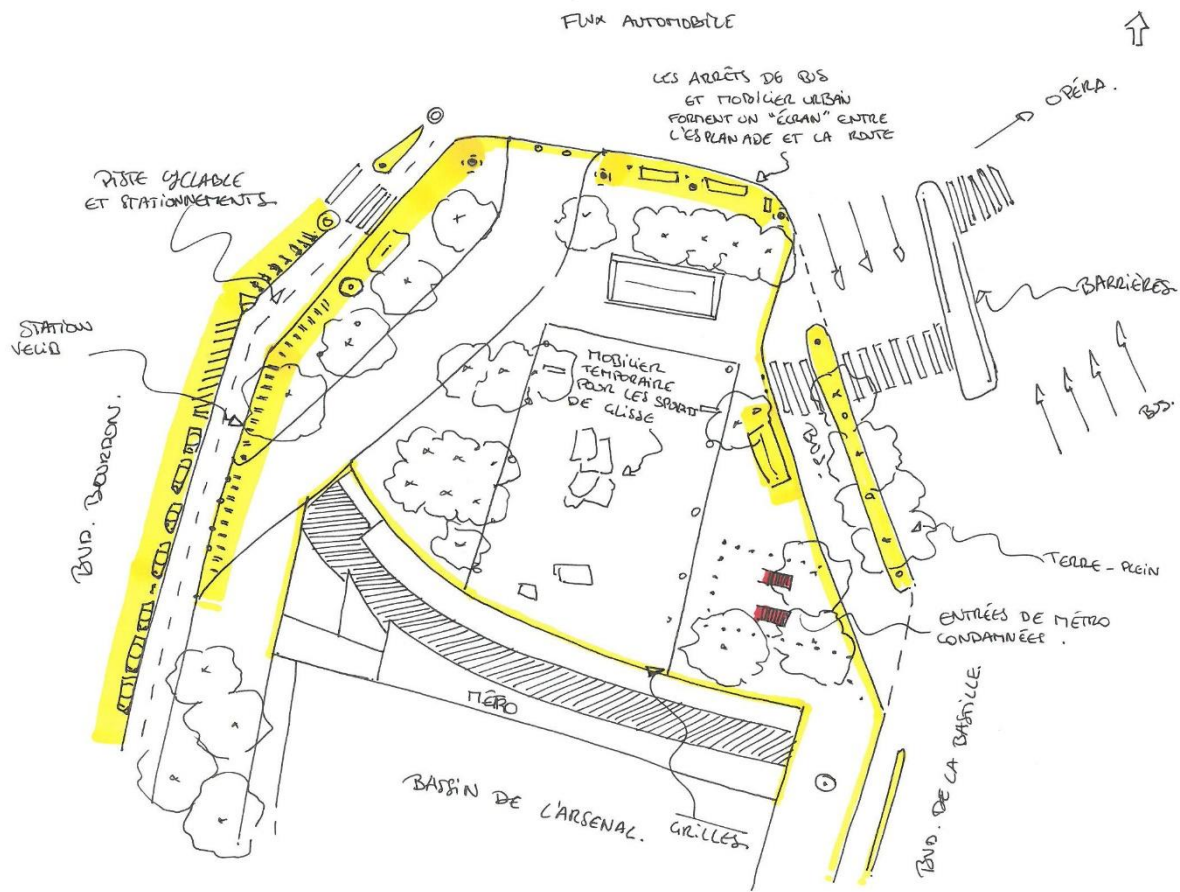 FLUX AUTOMOBILE
LES ARRÊTS DE BUS
ET MOBILIER URBAIN
FORMENT UN "ÉCRAN" ENTRE
L'ESPLANADE ET LA ROUTE
OPÉRA.
PISTE CYCLABLE
ET STATIONNEMENTS
BARRIÈRES
STATION
VELIB
MOBILIER
TEMPORAIRE
POUR LES SPORTS
DE GLISSE
BUS
BUS.
BVD. BOURDON.
TERRE-PLEIN
ENTRÉES DE MÉTRO
CONDAMNÉES.
MÉTRO
BASSIN DE L'ARSENAL.
GRILLES
BVD. DE LA BASTILLE